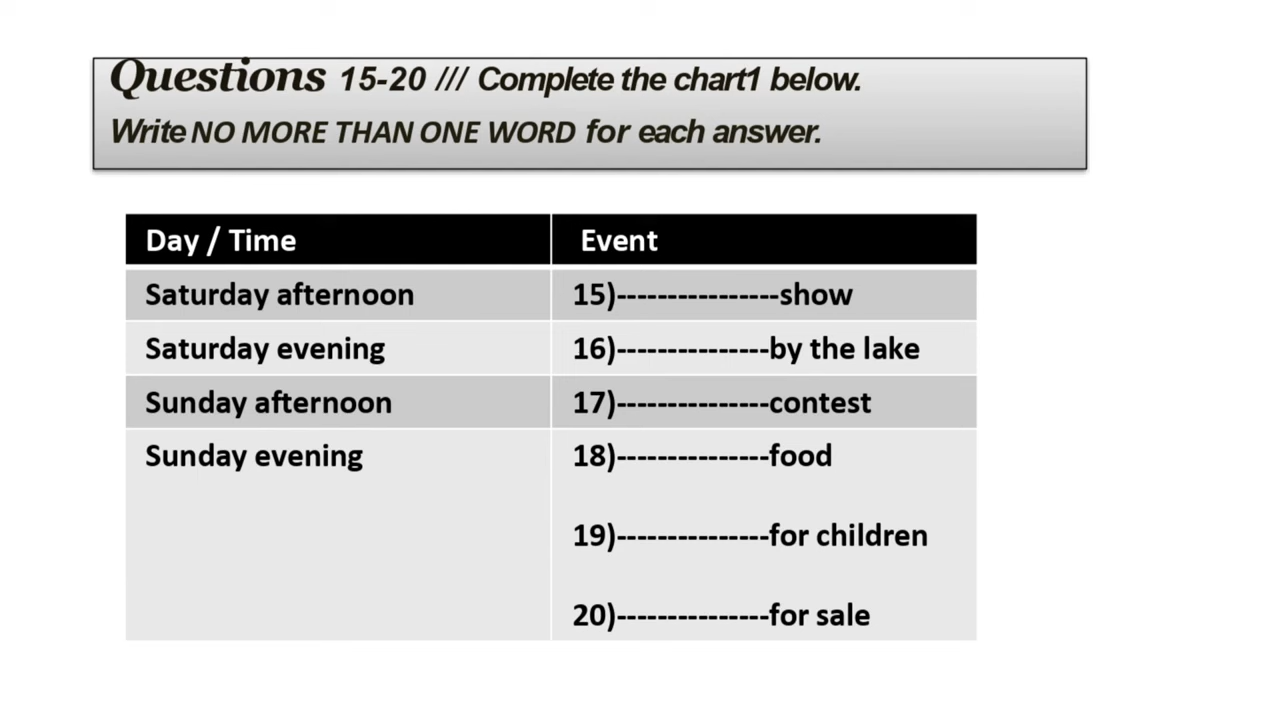 Questions 15-20 /// Complete the chart1 below.
Write NO MORE THAN ONE WORD for each answer.
Day / Time Event
Saturday afternoon 15)----------------show
Saturday evening 16)---------------by the lake
Sunday afternoon 17)---------------contest
Sunday evening 18)---------------food
19)---------------for children
20)---------------for sale